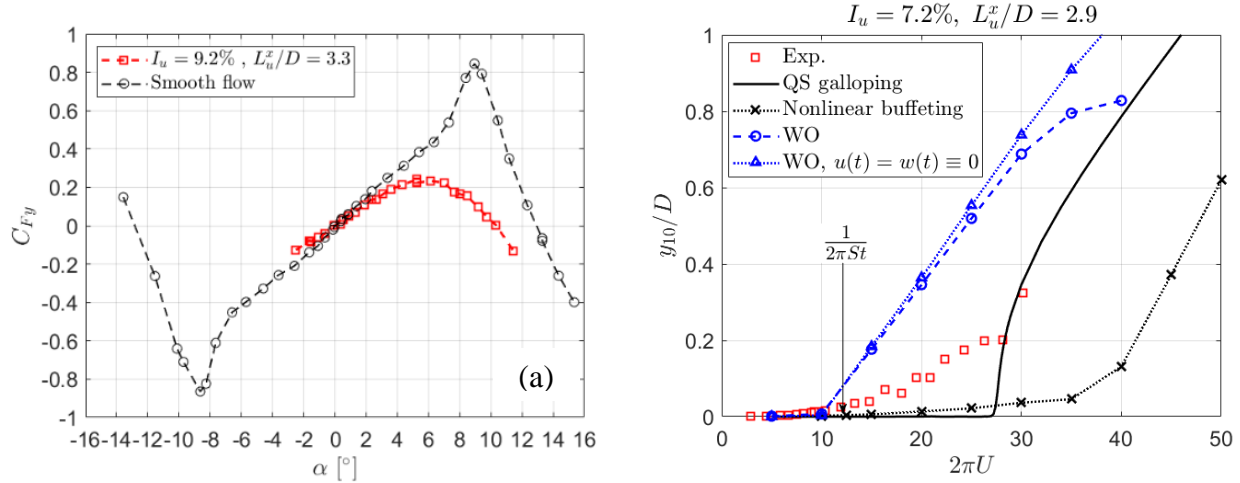 1
0.8
0.6
0.4
0.2
0
-0.2
-0.4
-0.6
-0.8
-1
C_{Fy}
I_u = 9.2% , L_u^x/D = 3.3
Smooth flow
(a)
-16 -14 -12 -10 -8 -6 -4 -2 0 2 4 6 8 10 12 14 16
α [°]
I_u = 7.2%, L_u^x/D = 2.9
1
0.8
0.6
0.4
0.2
0
y_{10}/D
Exp.
QS galloping
Nonlinear buffeting
WO
WO, u(t) = w(t) ≡ 0
1
2πSt
0 10 20 30 40 50
2πU